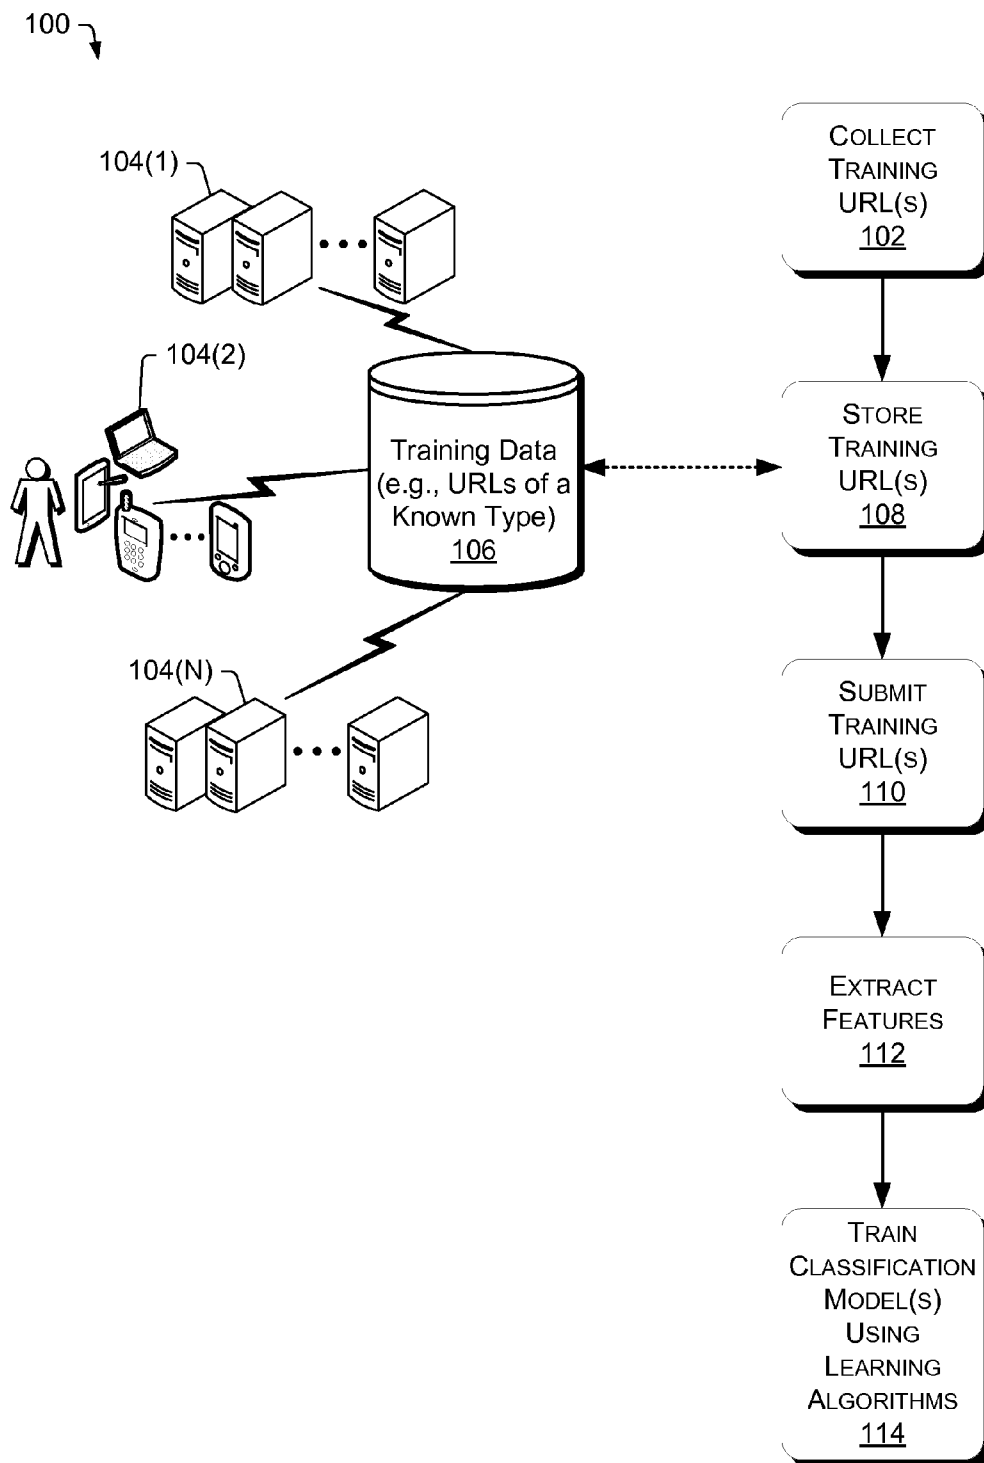 100
104(1)
104(2)
Training Data
(e.g., URLs of a
Known Type)
106
104(N)
COLLECT
TRAINING
URL(S)
102
STORE
TRAINING
URL(S)
108
SUBMIT
TRAINING
URL(S)
110
EXTRACT
FEATURES
112
TRAIN
CLASSIFICATION
MODEL(S)
USING
LEARNING
ALGORITHMS
114